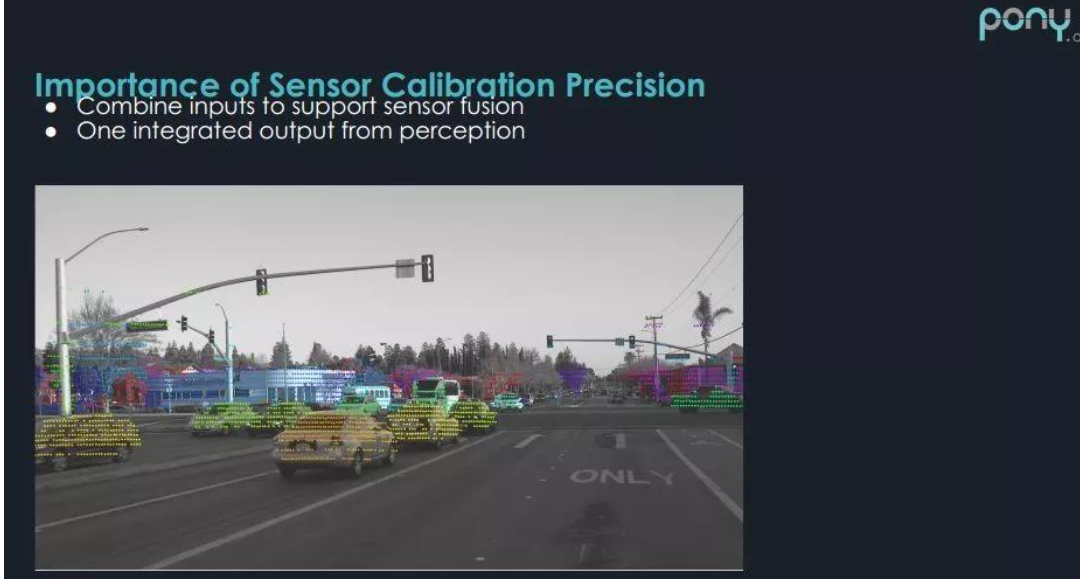 pony.
Importance of Sensor Calibration Precision
● Combine inputs to support sensor fusion
● One integrated output from perception
ONLY